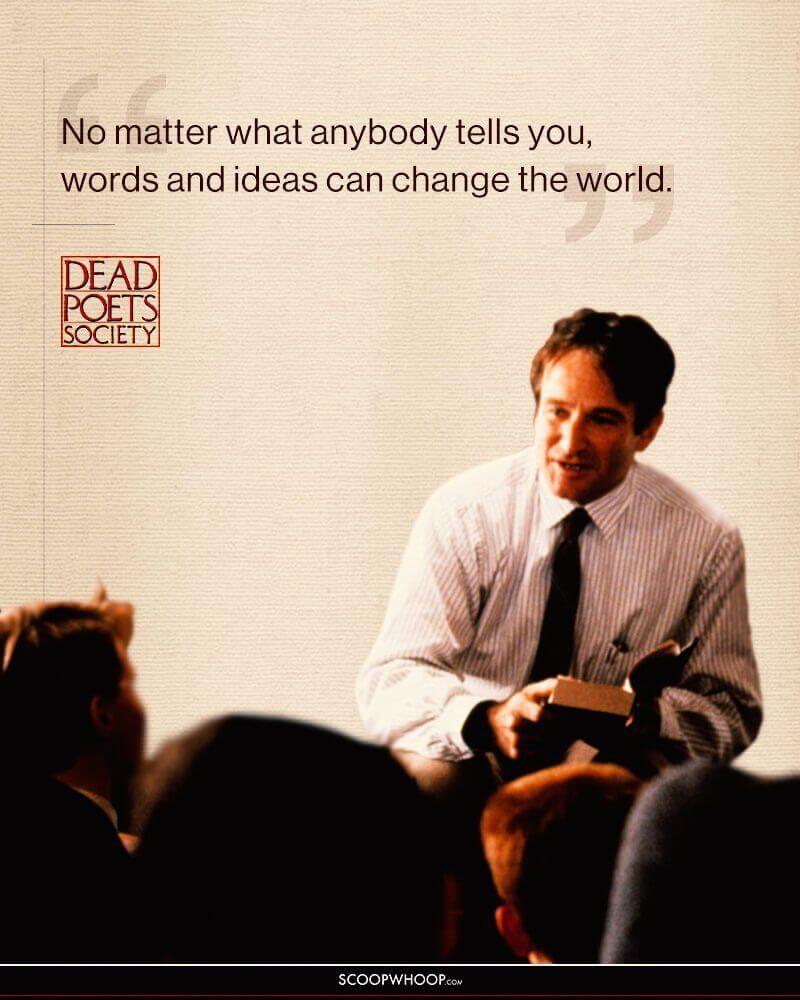 No matter what anybody tells you,
words and ideas can change the world.
DEAD
POETS
SOCIETY
SCOOPWHOOP.COM